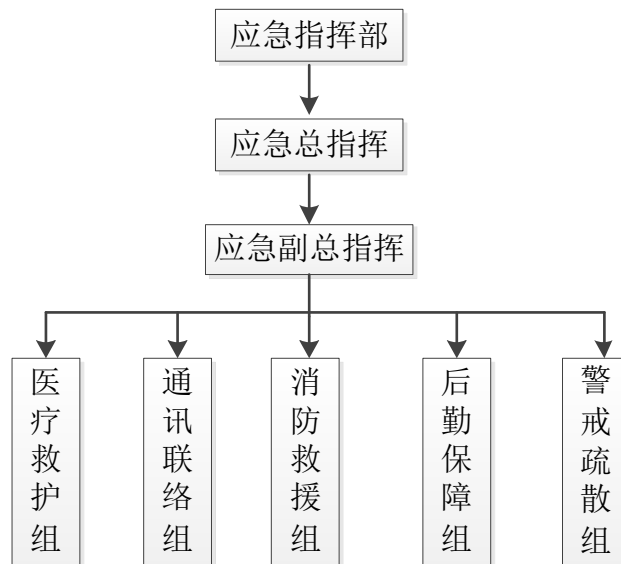 应急指挥部
应急总指挥
应急副总指挥
医疗救护组
通讯联络组
消防救援组
后勤保障组
警戒疏散组